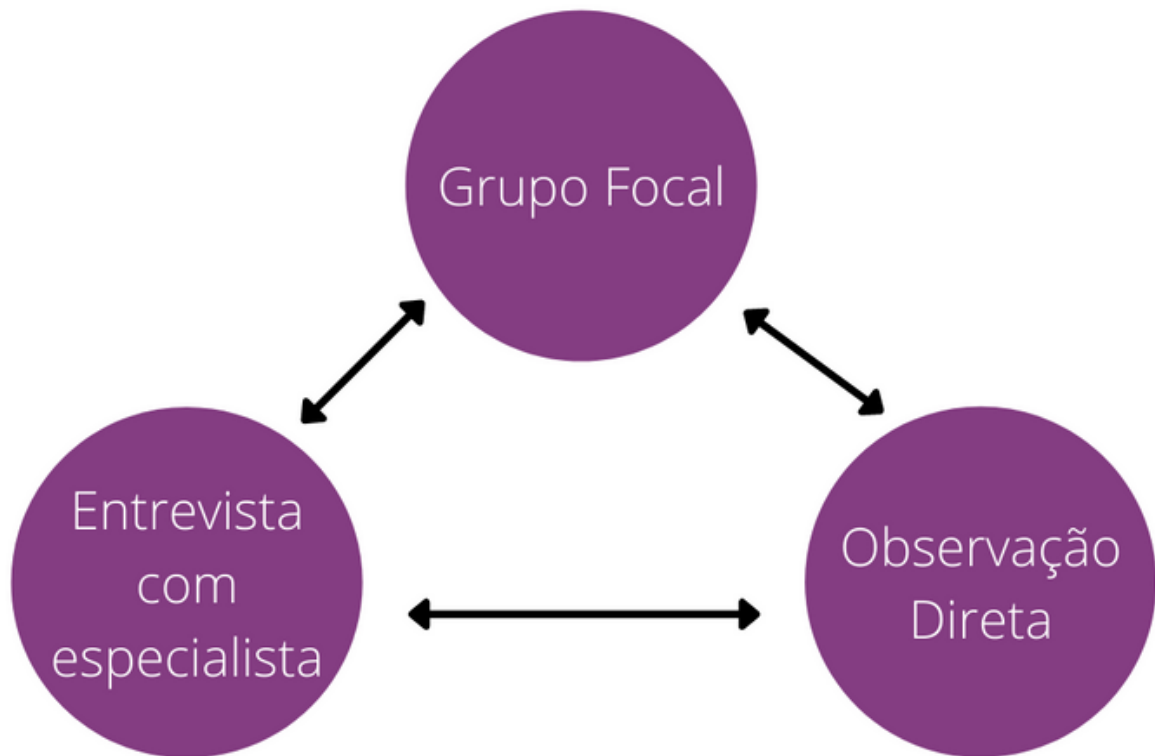 Grupo Focal
Entrevista
com
especialista
Observação
Direta